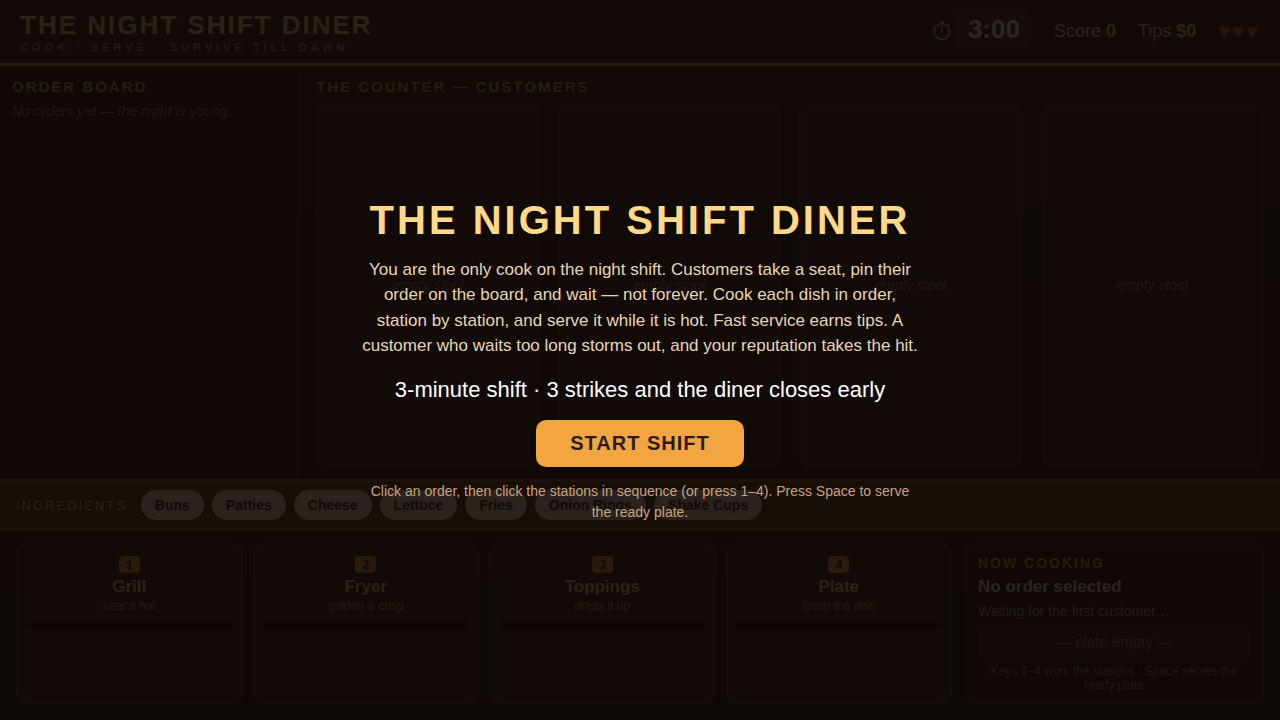 THE NIGHT SHIFT DINER
COOK · SERVE · SURVIVE TILL DAWN
⏱ 3:00 Score 0 Tips $0 ♥♥♥
ORDER BOARD
No orders yet — the night is young.
THE COUNTER — CUSTOMERS
empty stool empty stool empty stool empty stool
THE NIGHT SHIFT DINER
You are the only cook on the night shift. Customers take a seat, pin their
order on the board, and wait — not forever. Cook each dish in order,
station by station, and serve it while it is hot. Fast service earns tips. A
customer who waits too long storms out, and your reputation takes the hit.
3-minute shift · 3 strikes and the diner closes early
START SHIFT
Click an order, then click the stations in sequence (or press 1–4). Press Space to serve
the ready plate.
INGREDIENTS Buns Patties Cheese Lettuce Fries Onion Rings Shake Cups
1
Grill
sear it hot
2
Fryer
golden & crisp
3
Toppings
dress it up
4
Plate
finish the dish
NOW COOKING
No order selected
Waiting for the first customer…
— plate empty —
Keys 1–4 work the stations · Space serves the
ready plate